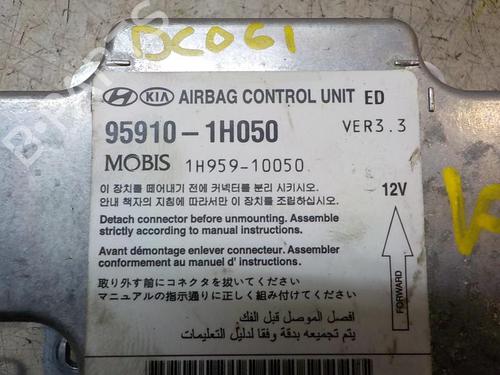 DC061
HYUNDAI KIA AIRBAG CONTROL UNIT ED
95910-1H050 VER3.3
MOBIS 1H959-10050
이 장치를 떼어내기 전에 커넥터를 분리 시키시오.
안내 책자의 지침에 따라서만 이 장치를 조립하십시오.
12V
Detach connector before unmounting. Assemble
strictly according to manual instructions.
Avant démontage enlever connecteur. Assembler
conformement au manuel d' instructions.
取り外す前にコネクタを抜いてください
マニュアルの指示通りに正しく組み付けてください
FORWARD
افصل الموصل قبل الفك
يتم تجميعه بدقة وفقا لدليل التعليمات